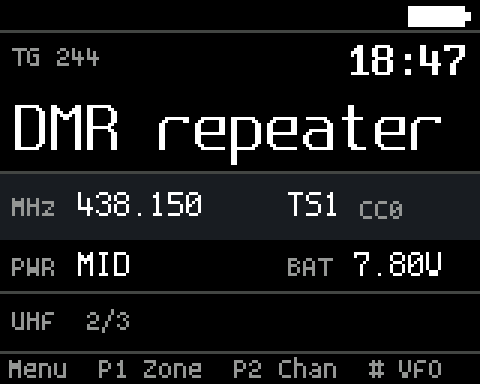 TG 244 18:47
DMR repeater
MHz 438.150 TS1 CC0
PWR MID BAT 7.80V
UHF 2/3
Menu P1 Zone P2 Chan # VFO